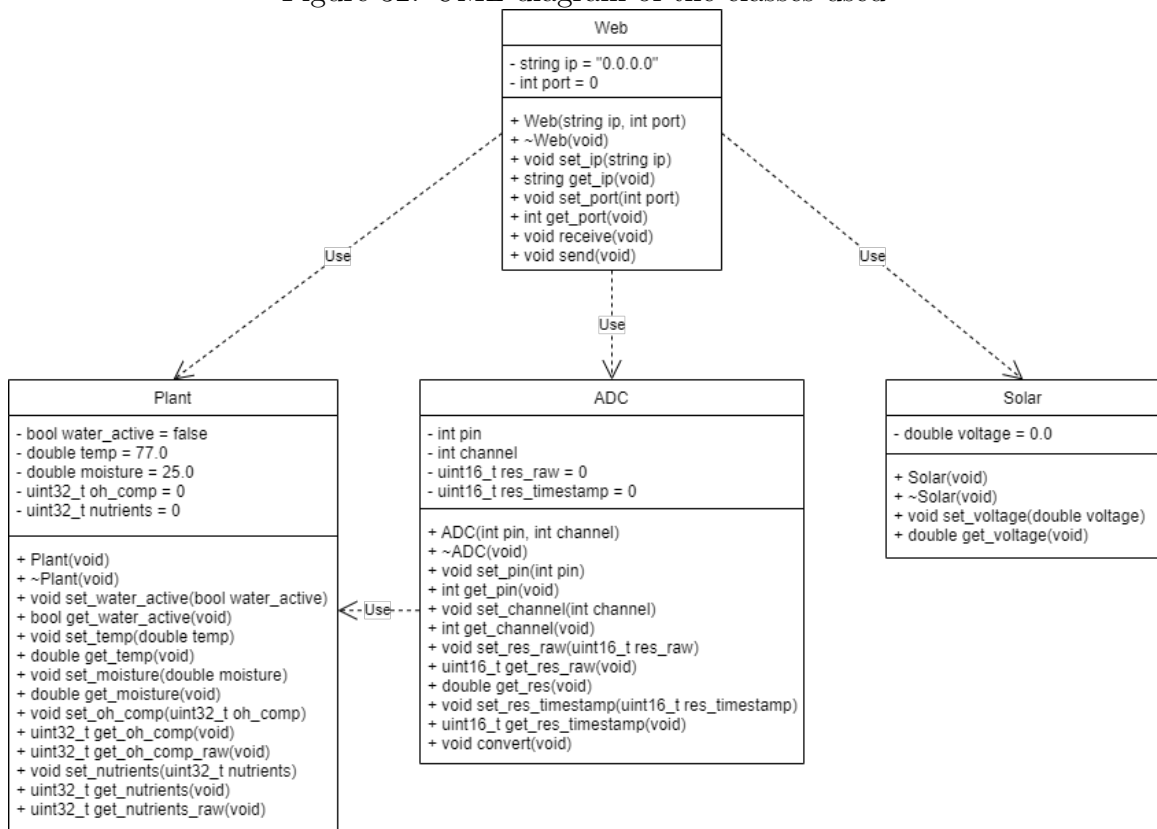 Figure 32: UML diagram of the classes used
Web
- string ip = "0.0.0.0"
- int port = 0
+ Web(string ip, int port)
+ ~Web(void)
+ void set_ip(string ip)
+ string get_ip(void)
+ void set_port(int port)
+ int get_port(void)
+ void receive(void)
+ void send(void)
Use
Use
Use
Plant
- bool water_active = false
- double temp = 77.0
- double moisture = 25.0
- uint32_t oh_comp = 0
- uint32_t nutrients = 0
+ Plant(void)
+ ~Plant(void)
+ void set_water_active(bool water_active)
+ bool get_water_active(void)
+ void set_temp(double temp)
+ double get_temp(void)
+ void set_moisture(double moisture)
+ double get_moisture(void)
+ void set_oh_comp(uint32_t oh_comp)
+ uint32_t get_oh_comp(void)
+ uint32_t get_oh_comp_raw(void)
+ void set_nutrients(uint32_t nutrients)
+ uint32_t get_nutrients(void)
+ uint32_t get_nutrients_raw(void)
Use
ADC
- int pin
- int channel
- uint16_t res_raw = 0
- uint16_t res_timestamp = 0
+ ADC(int pin, int channel)
+ ~ADC(void)
+ void set_pin(int pin)
+ int get_pin(void)
+ void set_channel(int channel)
+ int get_channel(void)
+ void set_res_raw(uint16_t res_raw)
+ uint16_t get_res_raw(void)
+ double get_res(void)
+ void set_res_timestamp(uint16_t res_timestamp)
+ uint16_t get_res_timestamp(void)
+ void convert(void)
Solar
- double voltage = 0.0
+ Solar(void)
+ ~Solar(void)
+ void set_voltage(double voltage)
+ double get_voltage(void)